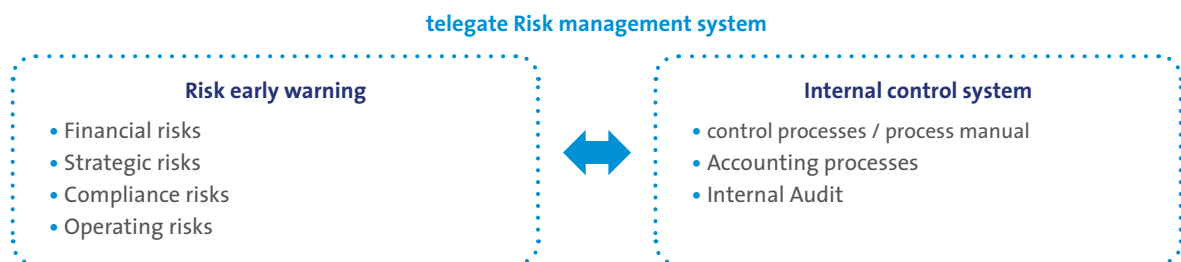 telegate Risk management system
Risk early warning
• Financial risks
• Strategic risks
• Compliance risks
• Operating risks
Internal control system
• control processes / process manual
• Accounting processes
• Internal Audit